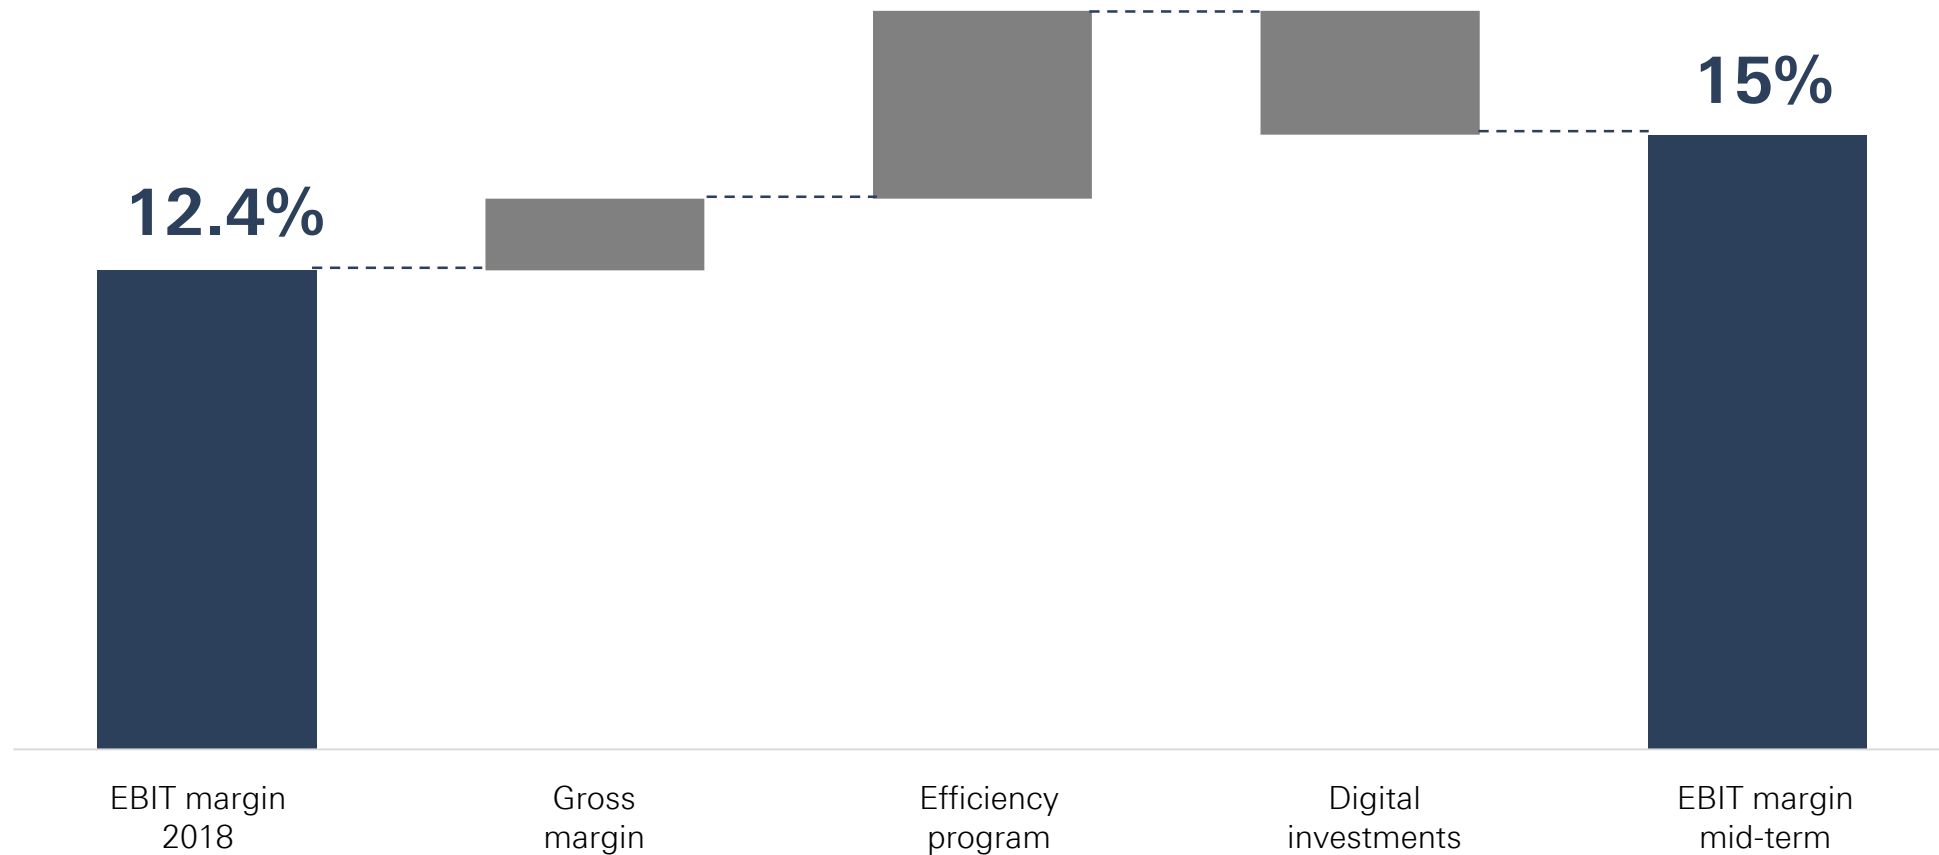 15%
12.4%
EBIT margin
2018
Gross
margin
Efficiency
program
Digital
investments
EBIT margin
mid-term